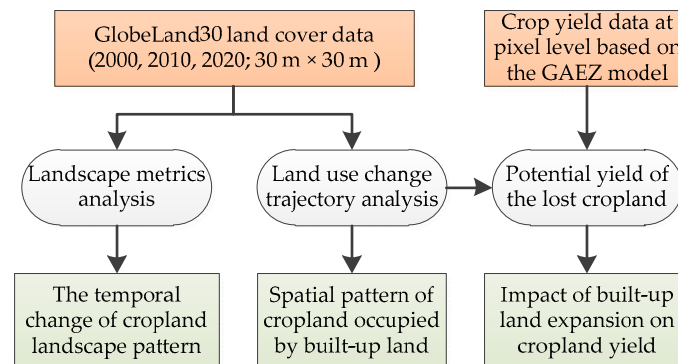 GlobeLand30 land cover data
(2000, 2010, 2020; 30 m × 30 m )
Crop yield data at
pixel level based on
the GAEZ model
Landscape metrics
analysis
Land use change
trajectory analysis
Potential yield of
the lost cropland
The temporal
change of cropland
landscape pattern
Spatial pattern of
cropland occupied
by built-up land
Impact of built-up
land expansion on
cropland yield